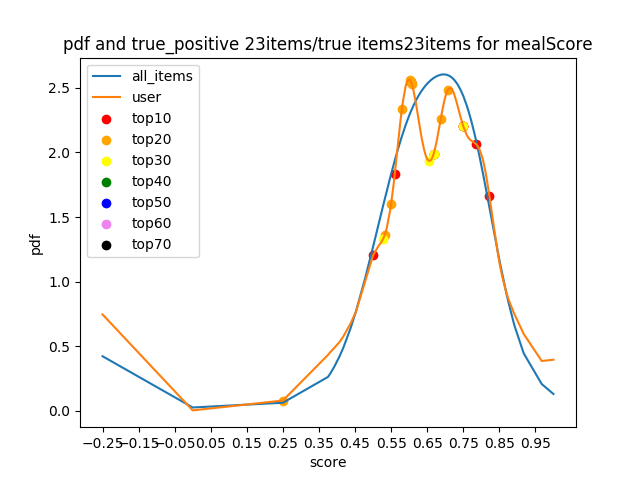 pdf and true_positive 23items/true items23items for mealScore
all_items
user
top10
top20
top30
top40
top50
top60
top70
pdf
2.5
2.0
1.5
1.0
0.5
0.0
−0.25 −0.15 −0.05 0.05 0.15 0.25 0.35 0.45 0.55 0.65 0.75 0.85 0.95
score